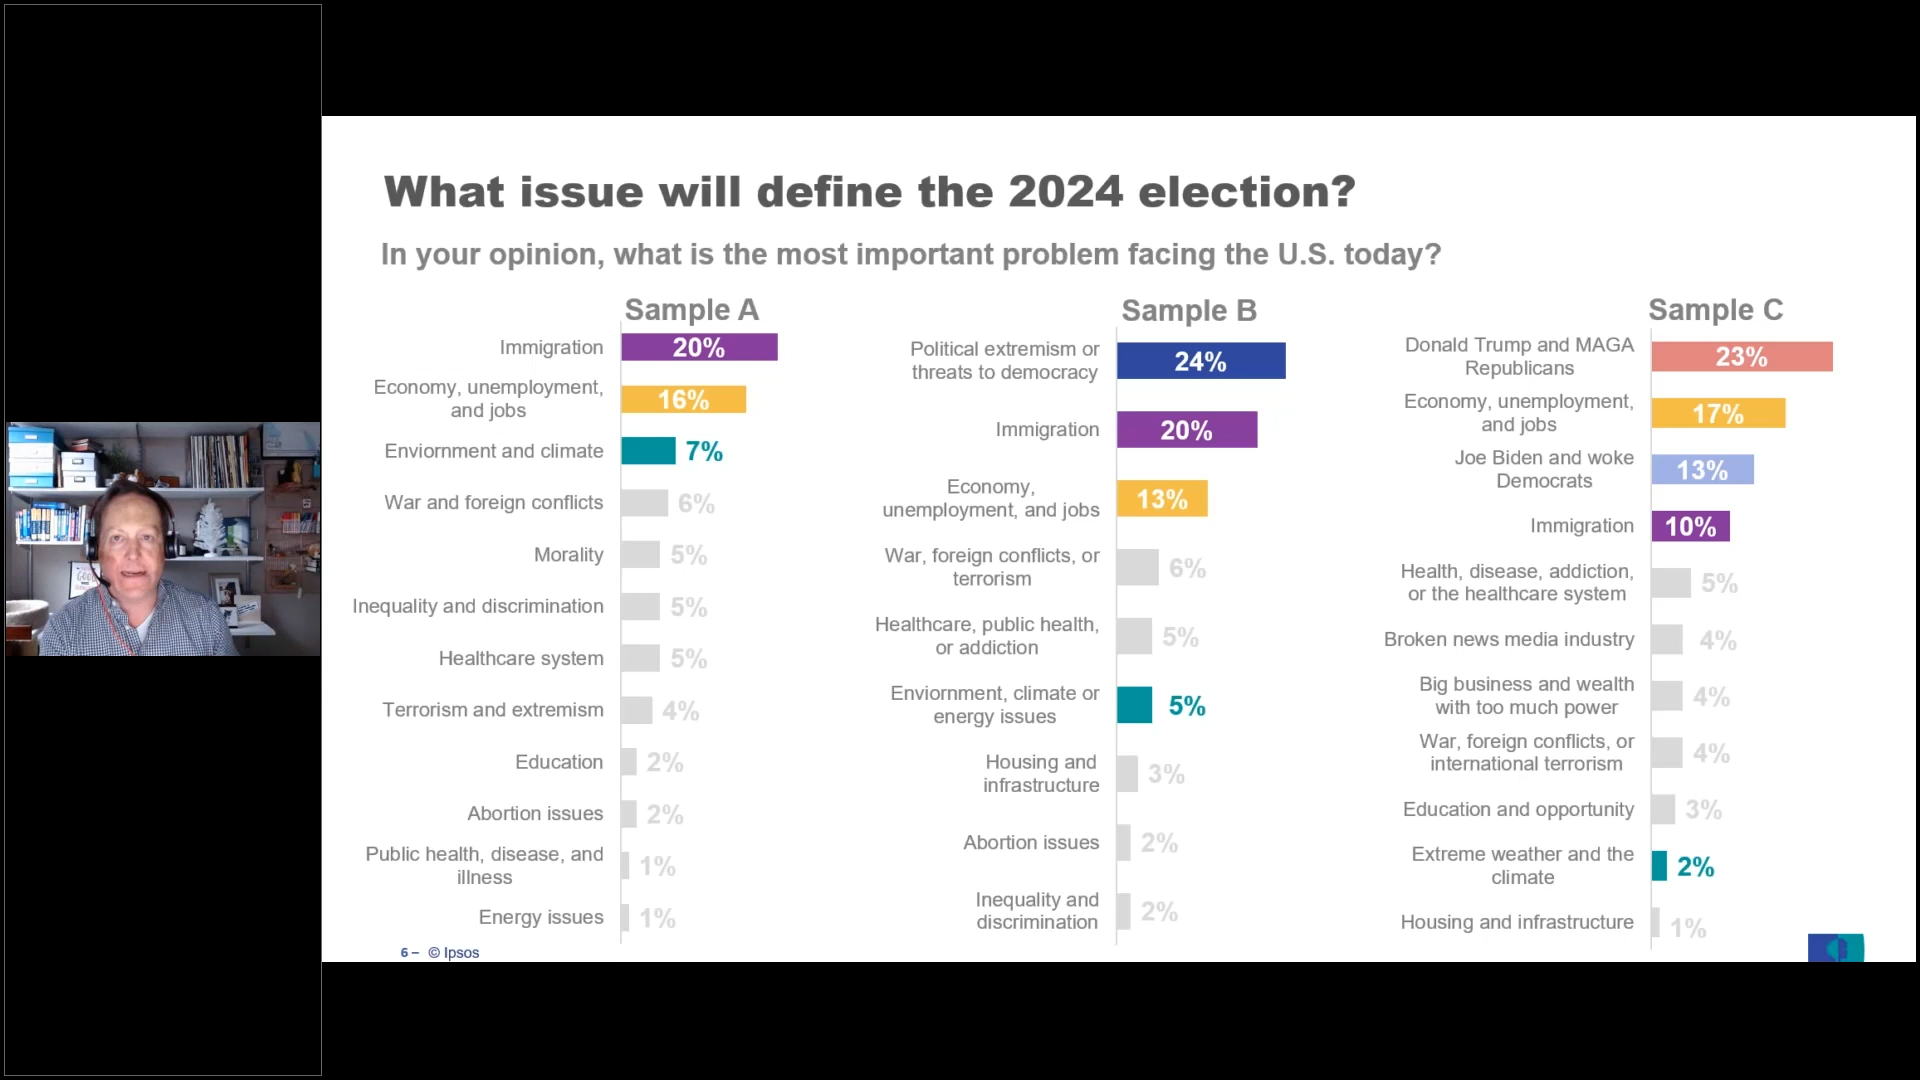 What issue will define the 2024 election?
In your opinion, what is the most important problem facing the U.S. today?
Sample A
Immigration
20%
Economy, unemployment,
and jobs
16%
Enviornment and climate
7%
War and foreign conflicts
6%
Morality
5%
Inequality and discrimination
5%
Healthcare system
5%
Terrorism and extremism
4%
Education
2%
Abortion issues
2%
Public health, disease, and
illness
1%
Energy issues
1%
Sample B
Political extremism or
threats to democracy
24%
Immigration
20%
Economy,
unemployment, and jobs
13%
War, foreign conflicts, or
terrorism
6%
Healthcare, public health,
or addiction
5%
Enviornment, climate or
energy issues
5%
Housing and
infrastructure
3%
Abortion issues
2%
Inequality and
discrimination
2%
Sample C
Donald Trump and MAGA
Republicans
23%
Economy, unemployment,
and jobs
17%
Joe Biden and woke
Democrats
13%
Immigration
10%
Health, disease, addiction,
or the healthcare system
5%
Broken news media industry
4%
Big business and wealth
with too much power
4%
War, foreign conflicts, or
international terrorism
4%
Education and opportunity
3%
Extreme weather and the
climate
2%
Housing and infrastructure
1%
6 – © Ipsos